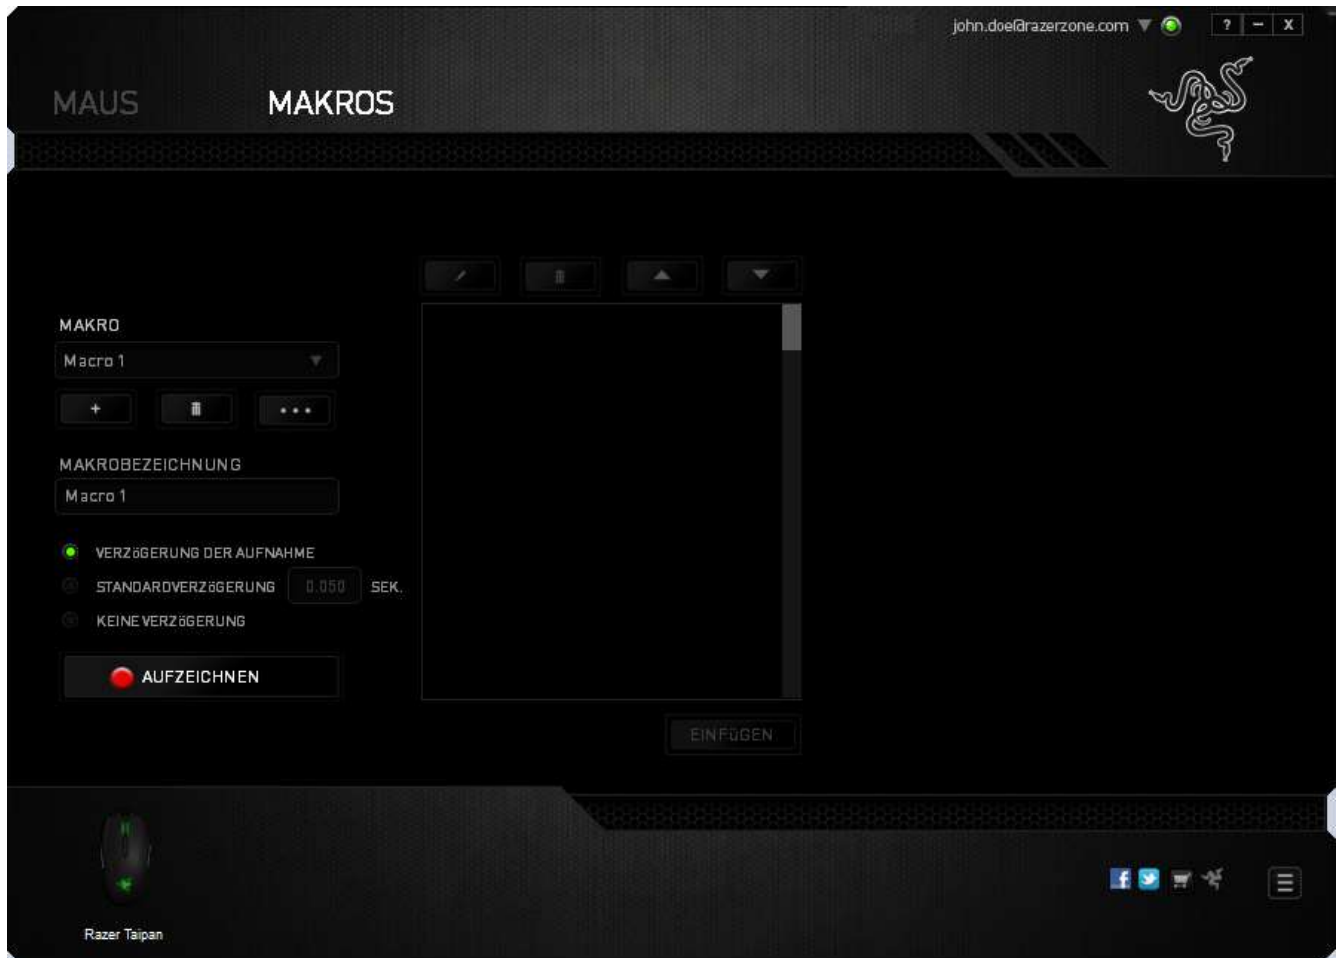 john.doe@razerzone.com
? – X
MAUS
MAKROS
MAKRO
Macro 1
+
...
MAKROBEZEICHNUNG
Macro 1
VERZöGERUNG DER AUFNAHME
STANDARDVERZöGERUNG 0.050 SEK.
KEINE VERZöGERUNG
AUFZEICHNEN
EINFüGEN
Razer Taipan